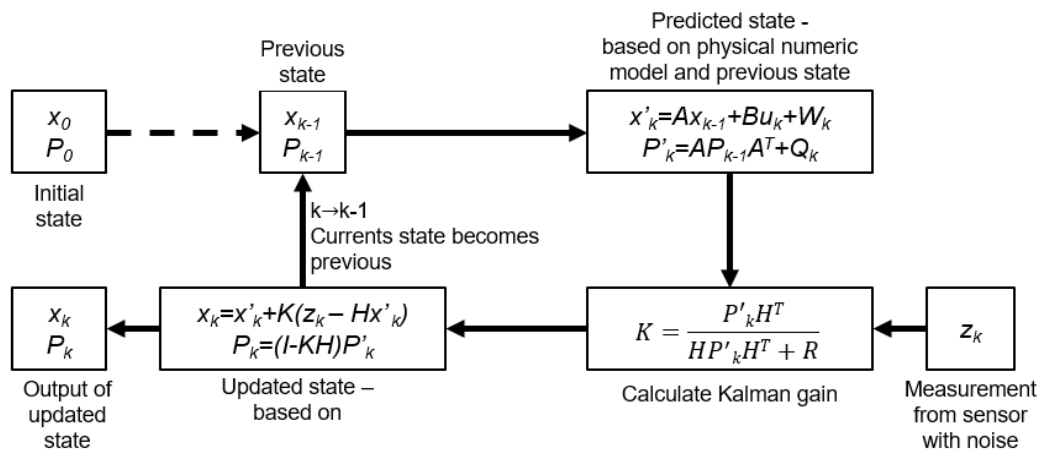 Predicted state -
based on physical numeric
model and previous state
Previous
state
x₀
P₀
Initial
state
xₖ₋₁
Pₖ₋₁
x'ₖ=Axₖ₋₁+Buₖ+Wₖ
P'ₖ=APₖ₋₁Aᵀ+Qₖ
k→k-1
Currents state becomes
previous
xₖ
Pₖ
Output of
updated
state
xₖ=x'ₖ+K(zₖ – Hx'ₖ)
Pₖ=(I-KH)P'ₖ
Updated state –
based on
K = P'ₖHᵀ / HP'ₖHᵀ + R
Calculate Kalman gain
zₖ
Measurement
from sensor
with noise